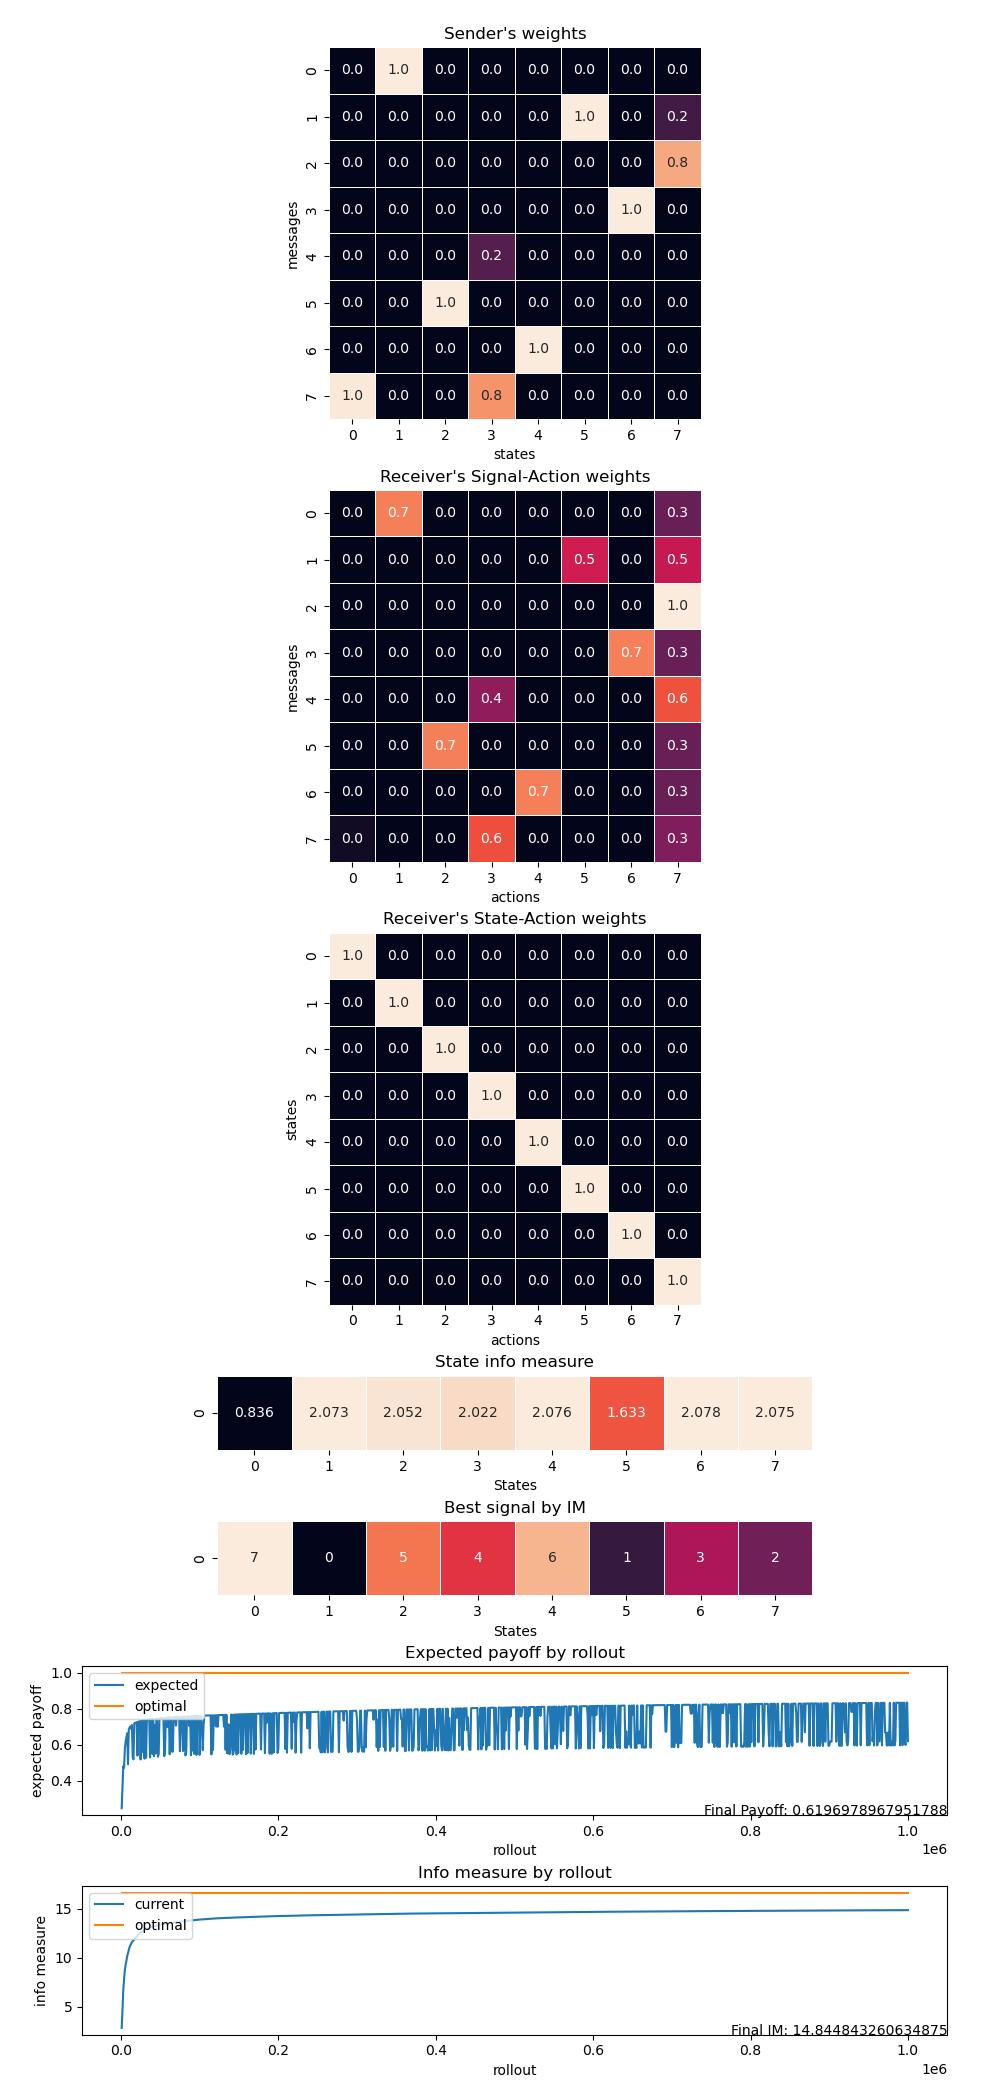 Sender's weights
0 0.0 1.0 0.0 0.0 0.0 0.0 0.0 0.0
1 0.0 0.0 0.0 0.0 0.0 1.0 0.0 0.2
2 0.0 0.0 0.0 0.0 0.0 0.0 0.0 0.8
3 0.0 0.0 0.0 0.0 0.0 0.0 1.0 0.0
messages
4 0.0 0.0 0.0 0.2 0.0 0.0 0.0 0.0
5 0.0 0.0 1.0 0.0 0.0 0.0 0.0 0.0
6 0.0 0.0 0.0 0.0 1.0 0.0 0.0 0.0
7 1.0 0.0 0.0 0.8 0.0 0.0 0.0 0.0
0 1 2 3 4 5 6 7
states
Receiver's Signal-Action weights
0 0.0 0.7 0.0 0.0 0.0 0.0 0.0 0.3
1 0.0 0.0 0.0 0.0 0.0 0.5 0.0 0.5
2 0.0 0.0 0.0 0.0 0.0 0.0 0.0 1.0
3 0.0 0.0 0.0 0.0 0.0 0.0 0.7 0.3
messages
4 0.0 0.0 0.0 0.4 0.0 0.0 0.0 0.6
5 0.0 0.0 0.7 0.0 0.0 0.0 0.0 0.3
6 0.0 0.0 0.0 0.0 0.7 0.0 0.0 0.3
7 0.0 0.0 0.0 0.6 0.0 0.0 0.0 0.3
0 1 2 3 4 5 6 7
actions
Receiver's State-Action weights
0 1.0 0.0 0.0 0.0 0.0 0.0 0.0 0.0
1 0.0 1.0 0.0 0.0 0.0 0.0 0.0 0.0
2 0.0 0.0 1.0 0.0 0.0 0.0 0.0 0.0
3 0.0 0.0 0.0 1.0 0.0 0.0 0.0 0.0
states
4 0.0 0.0 0.0 0.0 1.0 0.0 0.0 0.0
5 0.0 0.0 0.0 0.0 0.0 1.0 0.0 0.0
6 0.0 0.0 0.0 0.0 0.0 0.0 1.0 0.0
7 0.0 0.0 0.0 0.0 0.0 0.0 0.0 1.0
0 1 2 3 4 5 6 7
actions
State info measure
0 0.836 2.073 2.052 2.022 2.076 1.633 2.078 2.075
0 1 2 3 4 5 6 7
States
Best signal by IM
0 7 0 5 4 6 1 3 2
0 1 2 3 4 5 6 7
States
Expected payoff by rollout
expected payoff
1.0
0.8
0.6
0.4
expected
optimal
Final Payoff: 0.6196978967951788
0.0 0.2 0.4 0.6 0.8 1.0
1e6
rollout
Info measure by rollout
info measure
15
10
5
current
optimal
Final IM: 14.844843260634875
0.0 0.2 0.4 0.6 0.8 1.0
1e6
rollout